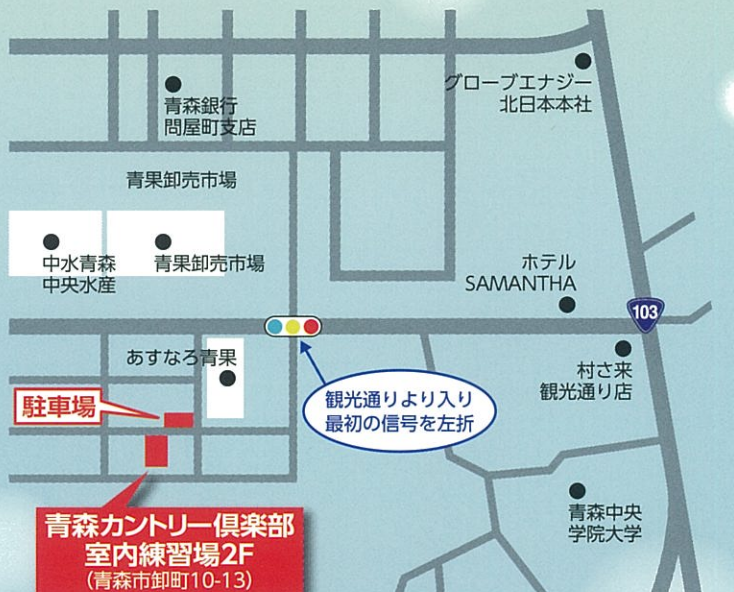 グローブエナジー
北日本本社
青森銀行
問屋町支店
青果卸売市場
中水青森
中央水産
青果卸売市場
ホテル
SAMANTHA
103
あすなろ青果
村さ来
観光通り店
観光通りより入り
最初の信号を左折
駐車場
青森中央
学院大学
青森カントリー倶楽部
室内練習場2F
(青森市卸町10-13)